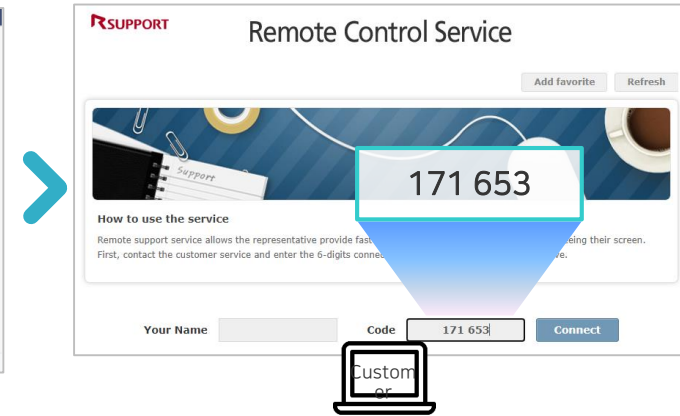 RSUPPORT
Remote Control Service
Add favorite Refresh
Support
171 653
How to use the service
Remote support service allows the representative provide fast eing their screen.
First, contact the customer service and enter the 6-digits connec e.
Your Name Code 171 653 Connect
Custom
er